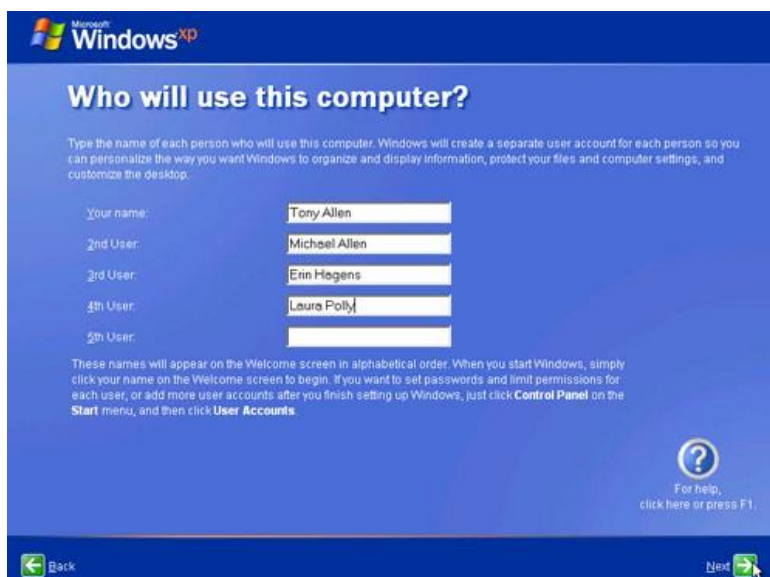 Microsoft
Windows xp
Who will use this computer?
Type the name of each person who will use this computer. Windows will create a separate user account for each person so you
can personalize the way you want Windows to organize and display information, protect your files and computer settings, and
customize the desktop.
Your name: Tony Allen
2nd User: Michael Allen
3rd User: Erin Hagens
4th User: Laura Polly
5th User:
These names will appear on the Welcome screen in alphabetical order. When you start Windows, simply
click your name on the Welcome screen to begin. If you want to set passwords and limit permissions for
each user, or add more user accounts after you finish setting up Windows, just click Control Panel on the
Start menu, and then click User Accounts.
?
For help,
click here or press F1.
Back Next